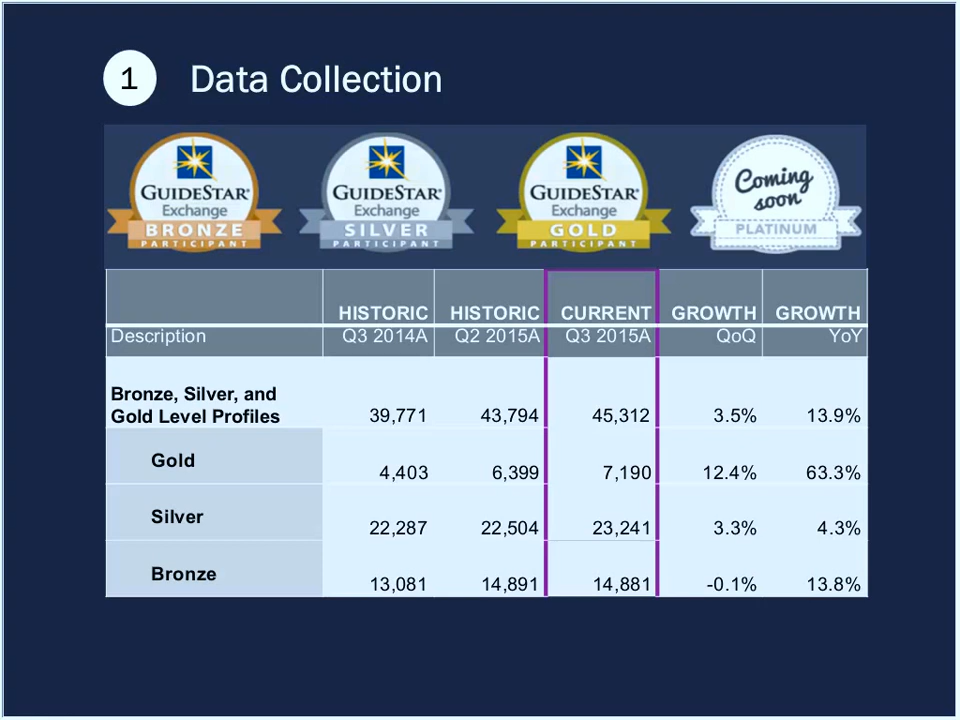 1 Data Collection
GUIDESTAR® GUIDESTAR® GUIDESTAR® Coming
Exchange Exchange Exchange soon
BRONZE SILVER GOLD PLATINUM
PARTICIPANT PARTICIPANT PARTICIPANT
HISTORIC HISTORIC CURRENT GROWTH GROWTH
Description Q3 2014A Q2 2015A Q3 2015A QoQ YoY
Bronze, Silver, and
Gold Level Profiles 39,771 43,794 45,312 3.5% 13.9%
Gold 4,403 6,399 7,190 12.4% 63.3%
Silver 22,287 22,504 23,241 3.3% 4.3%
Bronze 13,081 14,891 14,881 -0.1% 13.8%